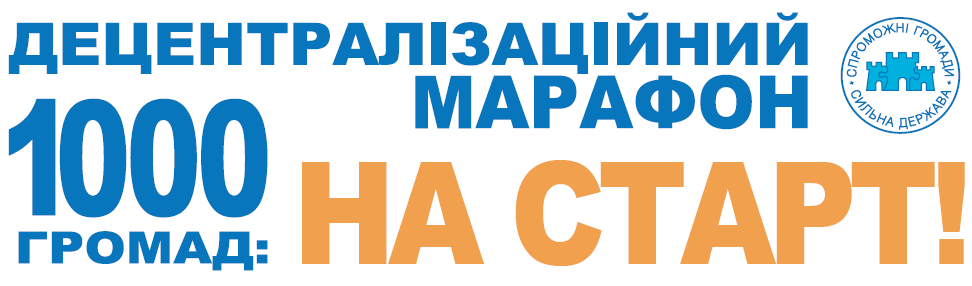 ДЕЦЕНТРАЛІЗАЦІЙНИЙ
МАРАФОН
1000
ГРОМАД:
НА СТАРТ!
СПРОМОЖНІ ГРОМАДИ
СИЛЬНА ДЕРЖАВА